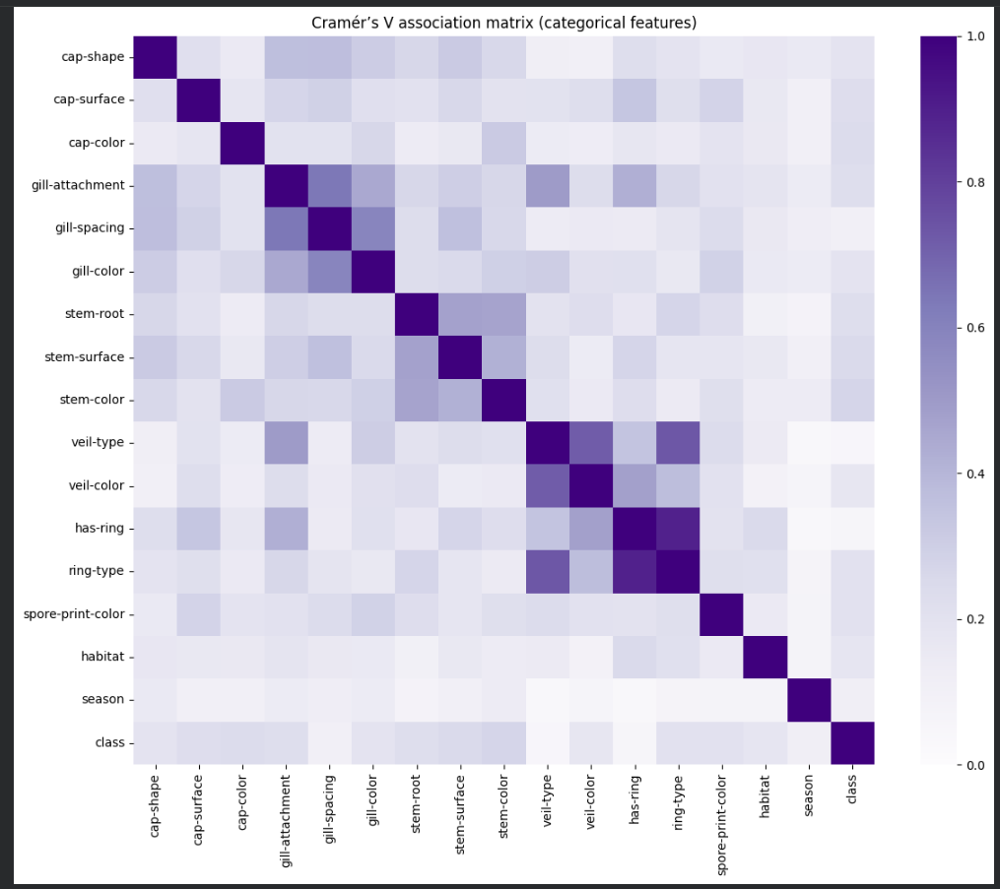 Cramér’s V association matrix (categorical features)
cap-shape
cap-surface
cap-color
gill-attachment
gill-spacing
gill-color
stem-root
stem-surface
stem-color
veil-type
veil-color
has-ring
ring-type
spore-print-color
habitat
season
class
cap-shape
cap-surface
cap-color
gill-attachment
gill-spacing
gill-color
stem-root
stem-surface
stem-color
veil-type
veil-color
has-ring
ring-type
spore-print-color
habitat
season
class
1.0
0.8
0.6
0.4
0.2
0.0